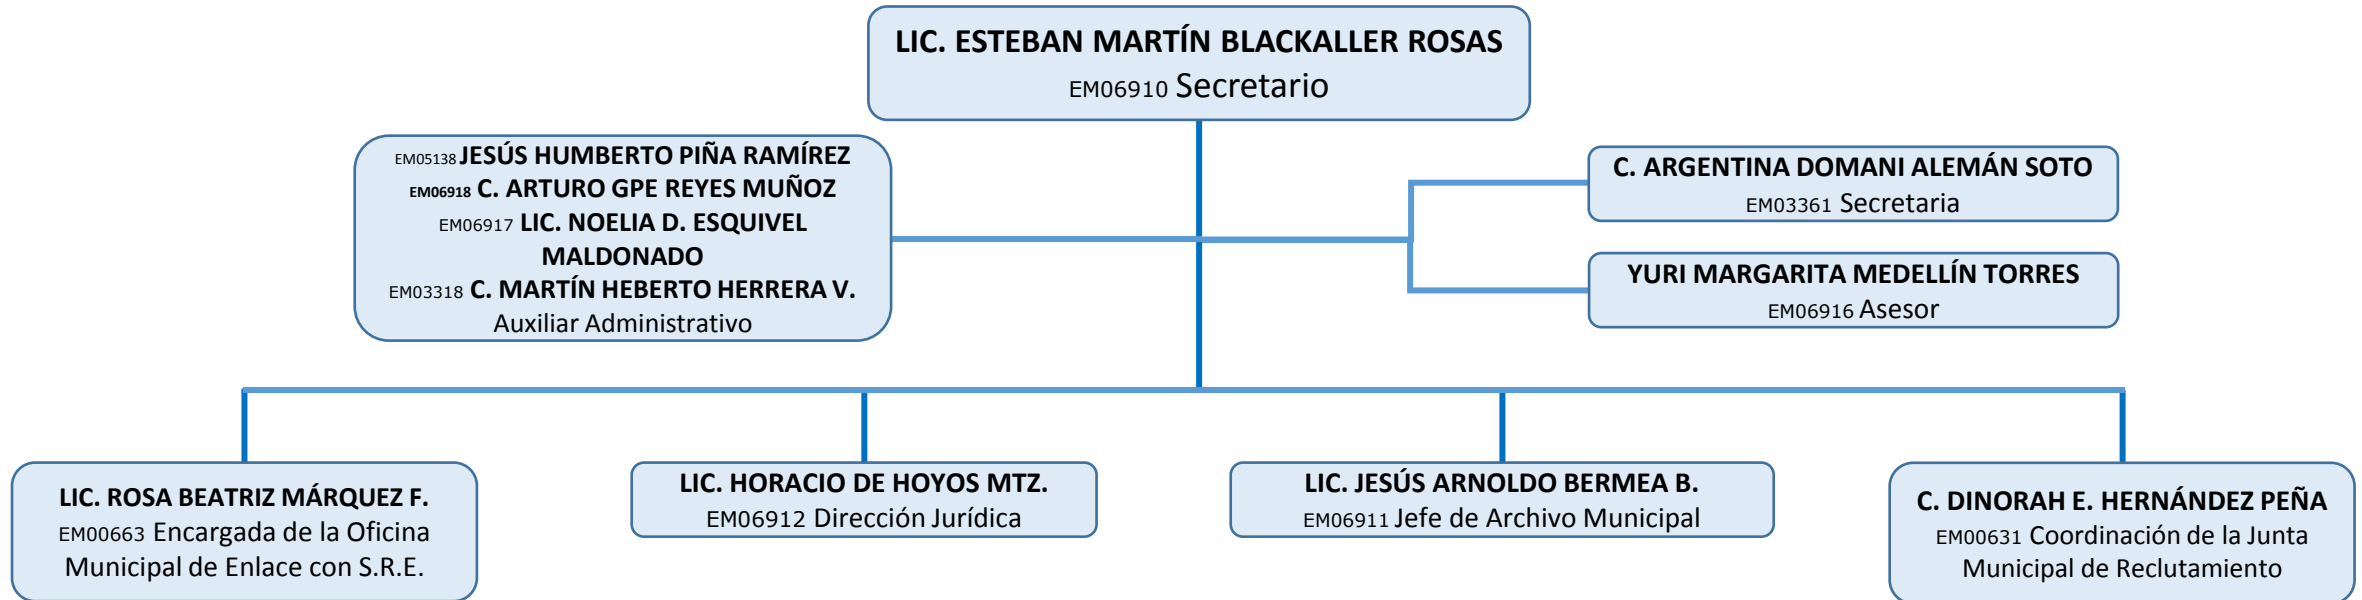 LIC. ESTEBAN MARTÍN BLACKALLER ROSAS
EM06910 Secretario
EM05138 JESÚS HUMBERTO PIÑA RAMÍREZ
EM06918 C. ARTURO GPE REYES MUÑOZ
EM06917 LIC. NOELIA D. ESQUIVEL
MALDONADO
EM03318 C. MARTÍN HEBERTO HERRERA V.
Auxiliar Administrativo
C. ARGENTINA DOMANI ALEMÁN SOTO
EM03361 Secretaria
YURI MARGARITA MEDELLÍN TORRES
EM06916 Asesor
LIC. ROSA BEATRIZ MÁRQUEZ F.
EM00663 Encargada de la Oficina
Municipal de Enlace con S.R.E.
LIC. HORACIO DE HOYOS MTZ.
EM06912 Dirección Jurídica
LIC. JESÚS ARNOLDO BERMEA B.
EM06911 Jefe de Archivo Municipal
C. DINORAH E. HERNÁNDEZ PEÑA
EM00631 Coordinación de la Junta
Municipal de Reclutamiento